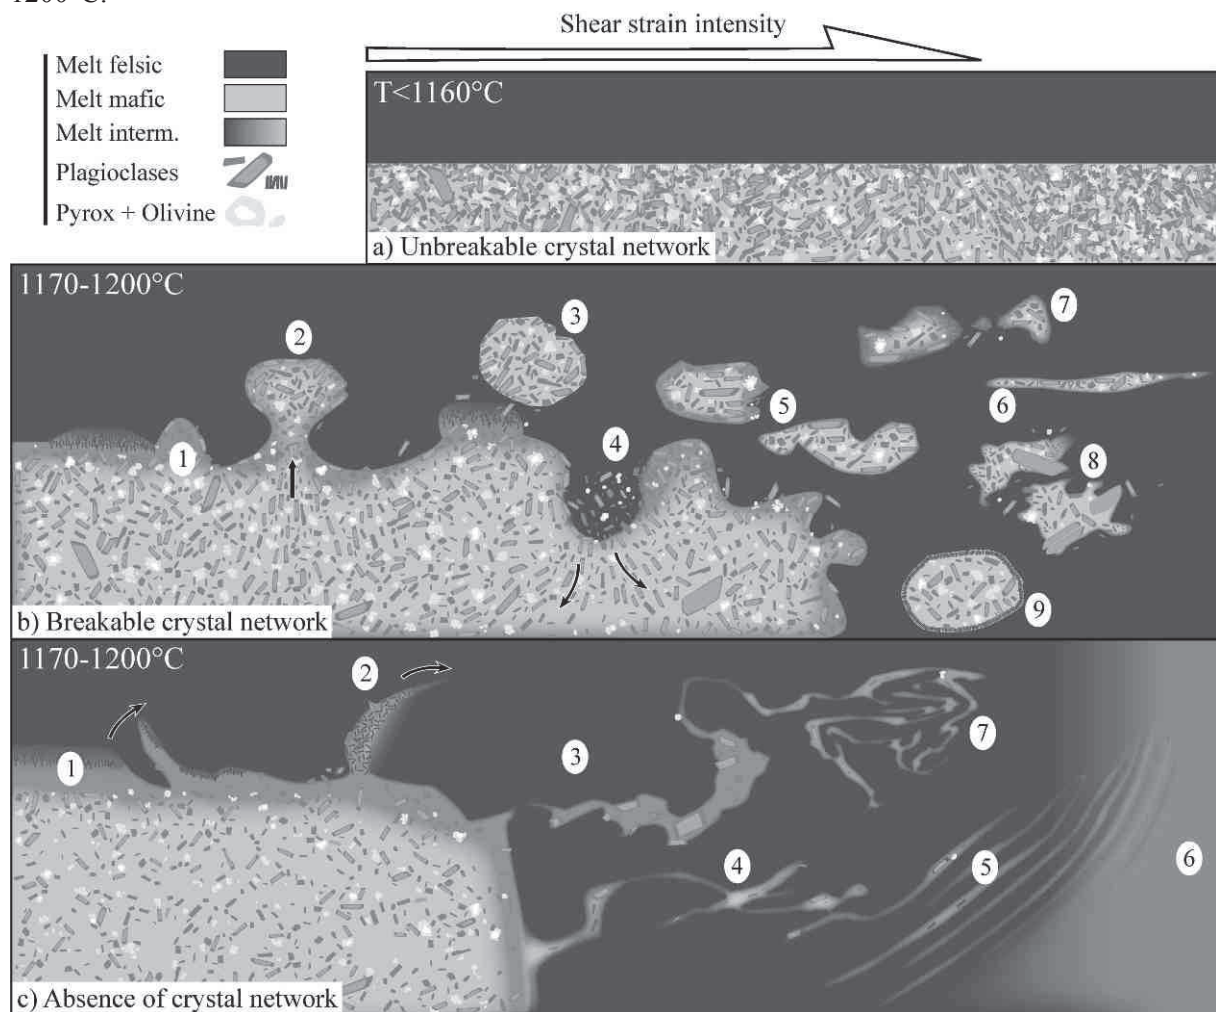 1200°C.
Shear strain intensity
Melt felsic
Melt mafic
Melt interm.
Plagioclases
Pyrox + Olivine
T<1160°C
a) Unbreakable crystal network
1170-1200°C
1
2
3
4
5
6
7
8
9
b) Breakable crystal network
1170-1200°C
1
2
3
4
5
6
7
c) Absence of crystal network